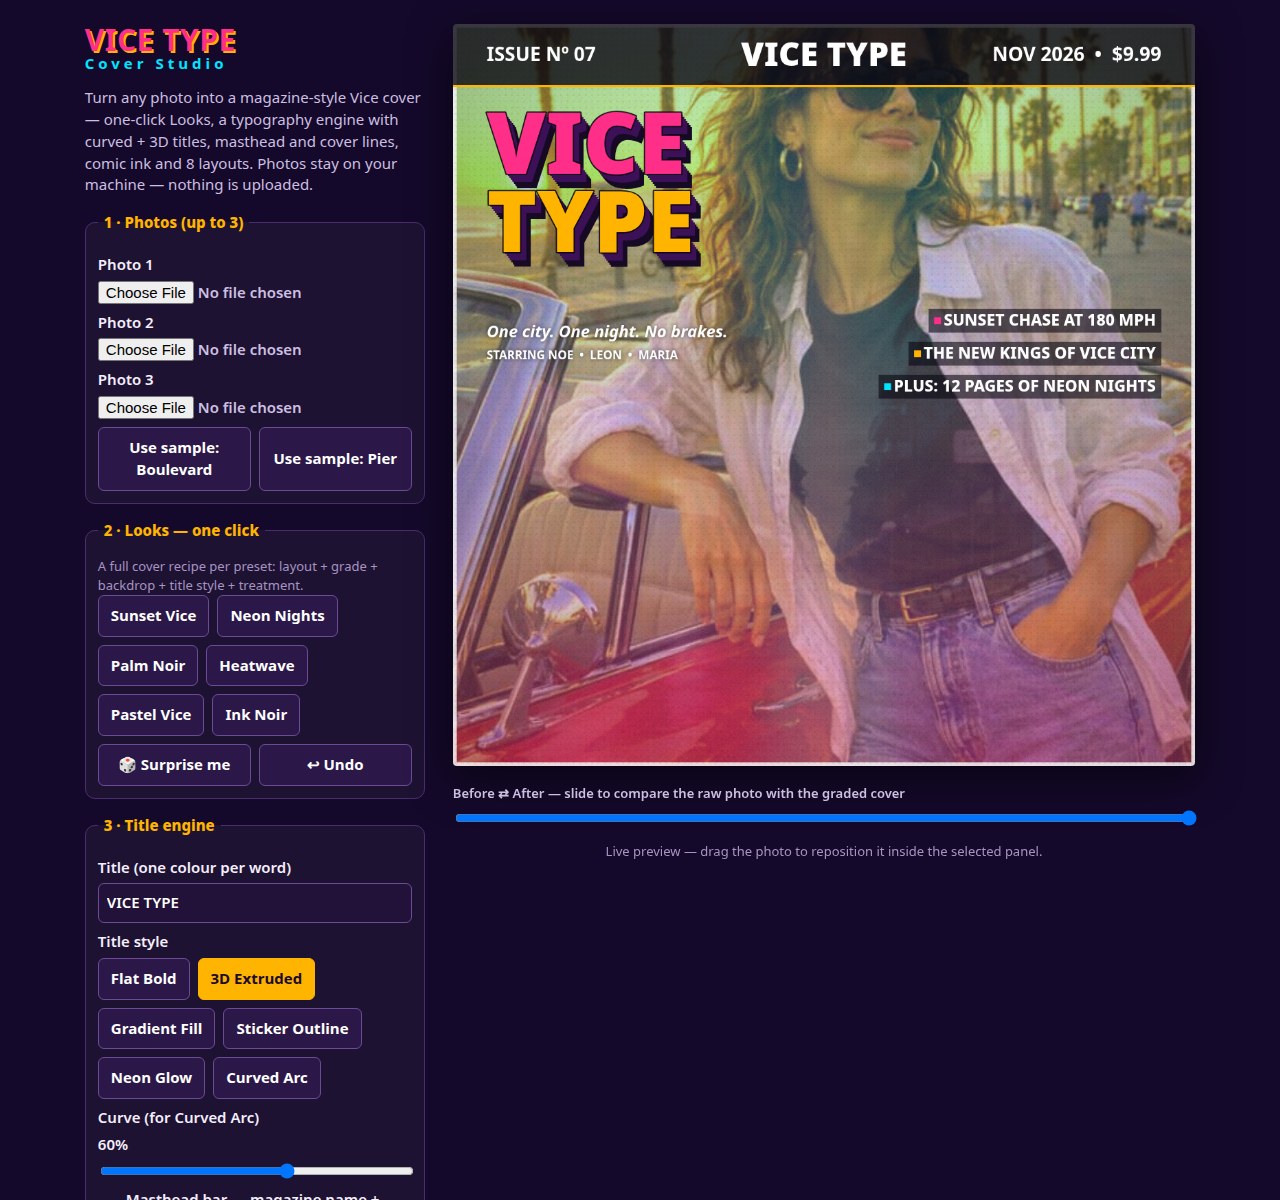 VICE TYPE
Cover Studio
Turn any photo into a magazine-style Vice cover
— one-click Looks, a typography engine with
curved + 3D titles, masthead and cover lines,
comic ink and 8 layouts. Photos stay on your
machine — nothing is uploaded.
1 · Photos (up to 3)
Photo 1
Choose File No file chosen
Photo 2
Choose File No file chosen
Photo 3
Choose File No file chosen
Use sample:
Boulevard
Use sample: Pier
2 · Looks — one click
A full cover recipe per preset: layout + grade +
backdrop + title style + treatment.
Sunset Vice
Neon Nights
Palm Noir
Heatwave
Pastel Vice
Ink Noir
🎲 Surprise me
↩ Undo
3 · Title engine
Title (one colour per word)
VICE TYPE
Title style
Flat Bold
3D Extruded
Gradient Fill
Sticker Outline
Neon Glow
Curved Arc
Curve (for Curved Arc)
60%
Masthead bar — magazine name +
ISSUE Nº 07
VICE TYPE
NOV 2026 • $9.99
VICE
TYPE
One city. One night. No brakes.
STARRING NOE • LEON • MARIA
SUNSET CHASE AT 180 MPH
THE NEW KINGS OF VICE CITY
PLUS: 12 PAGES OF NEON NIGHTS
Before ⇄ After — slide to compare the raw photo with the graded cover
Live preview — drag the photo to reposition it inside the selected panel.